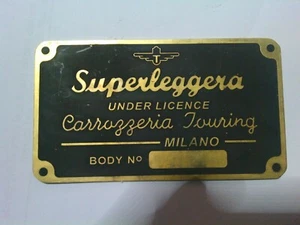 T
Superleggera
UNDER LICENCE
Carrozzeria Touring
MILANO
BODY Nº